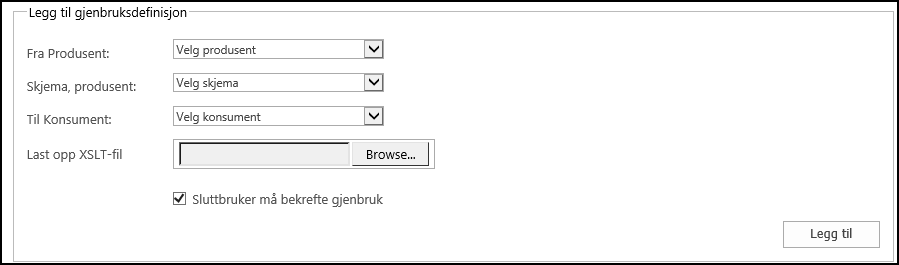 Legg til gjenbruksdefinisjon
Fra Produsent: Velg produsent
Skjema, produsent: Velg skjema
Til Konsument: Velg konsument
Last opp XSLT-fil Browse...
Sluttbruker må bekrefte gjenbruk
Legg til